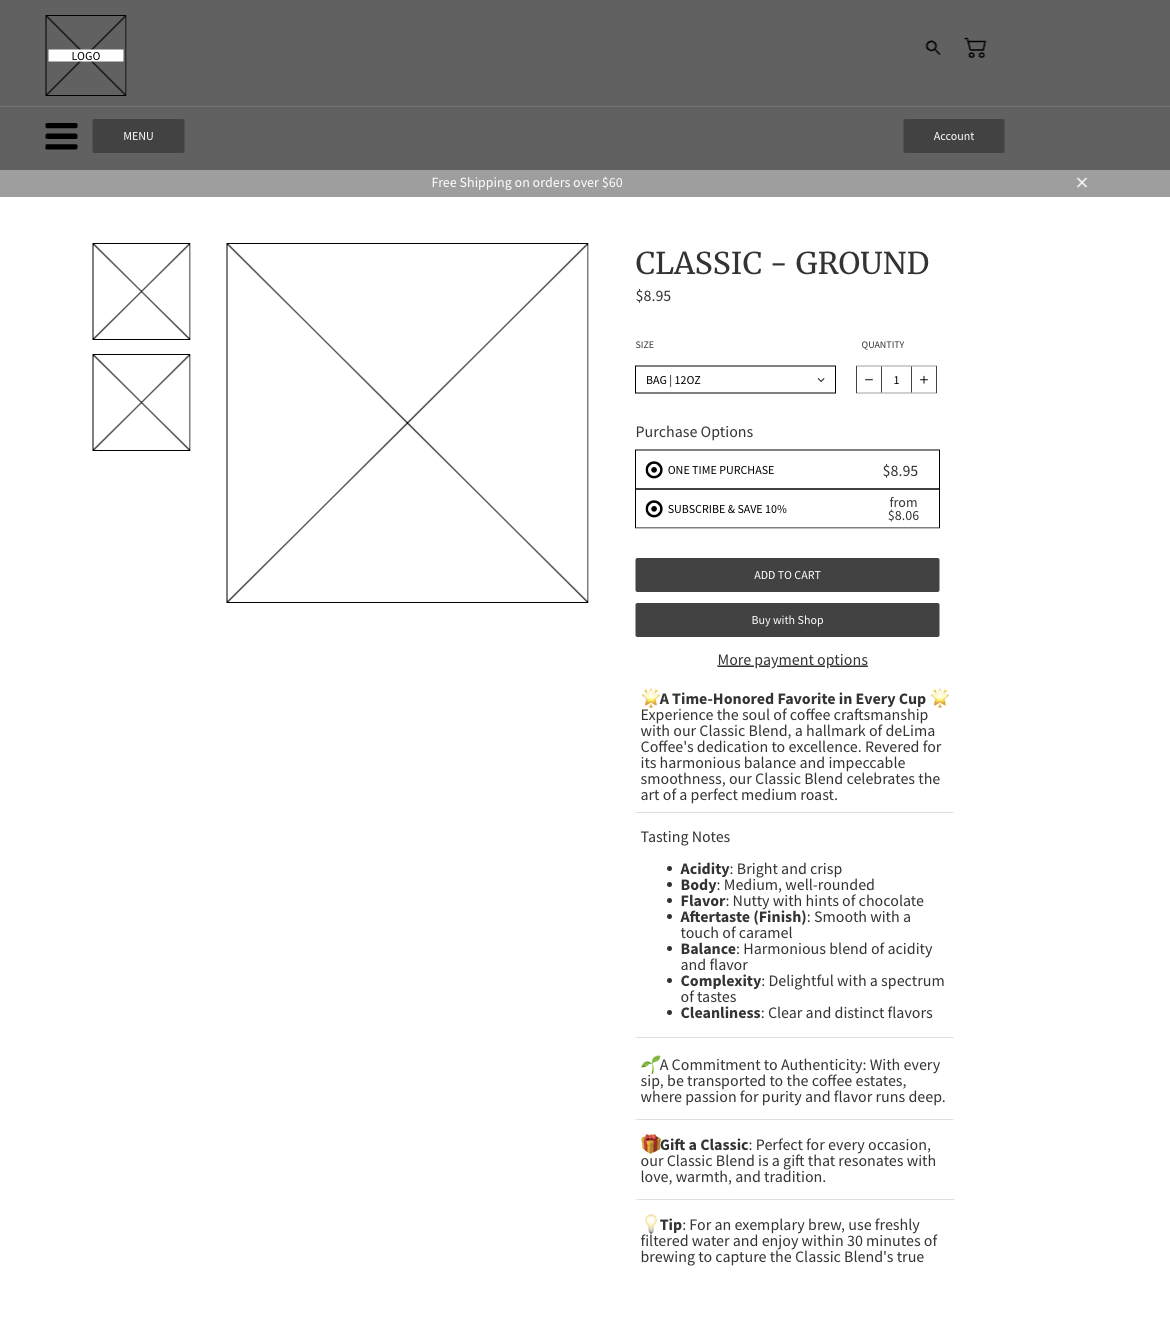 LOGO
MENU
Account
Free Shipping on orders over $60
CLASSIC - GROUND
$8.95
SIZE
QUANTITY
BAG | 12OZ
1
Purchase Options
ONE TIME PURCHASE
$8.95
SUBSCRIBE & SAVE 10%
from
$8.06
ADD TO CART
Buy with Shop
More payment options
🌟A Time-Honored Favorite in Every Cup 🌟
Experience the soul of coffee craftsmanship
with our Classic Blend, a hallmark of deLima
Coffee's dedication to excellence. Revered for
its harmonious balance and impeccable
smoothness, our Classic Blend celebrates the
art of a perfect medium roast.
Tasting Notes
• Acidity: Bright and crisp
• Body: Medium, well-rounded
• Flavor: Nutty with hints of chocolate
• Aftertaste (Finish): Smooth with a
touch of caramel
• Balance: Harmonious blend of acidity
and flavor
• Complexity: Delightful with a spectrum
of tastes
• Cleanliness: Clear and distinct flavors
🌱A Commitment to Authenticity: With every
sip, be transported to the coffee estates,
where passion for purity and flavor runs deep.
🎁Gift a Classic: Perfect for every occasion,
our Classic Blend is a gift that resonates with
love, warmth, and tradition.
💡Tip: For an exemplary brew, use freshly
filtered water and enjoy within 30 minutes of
brewing to capture the Classic Blend's true